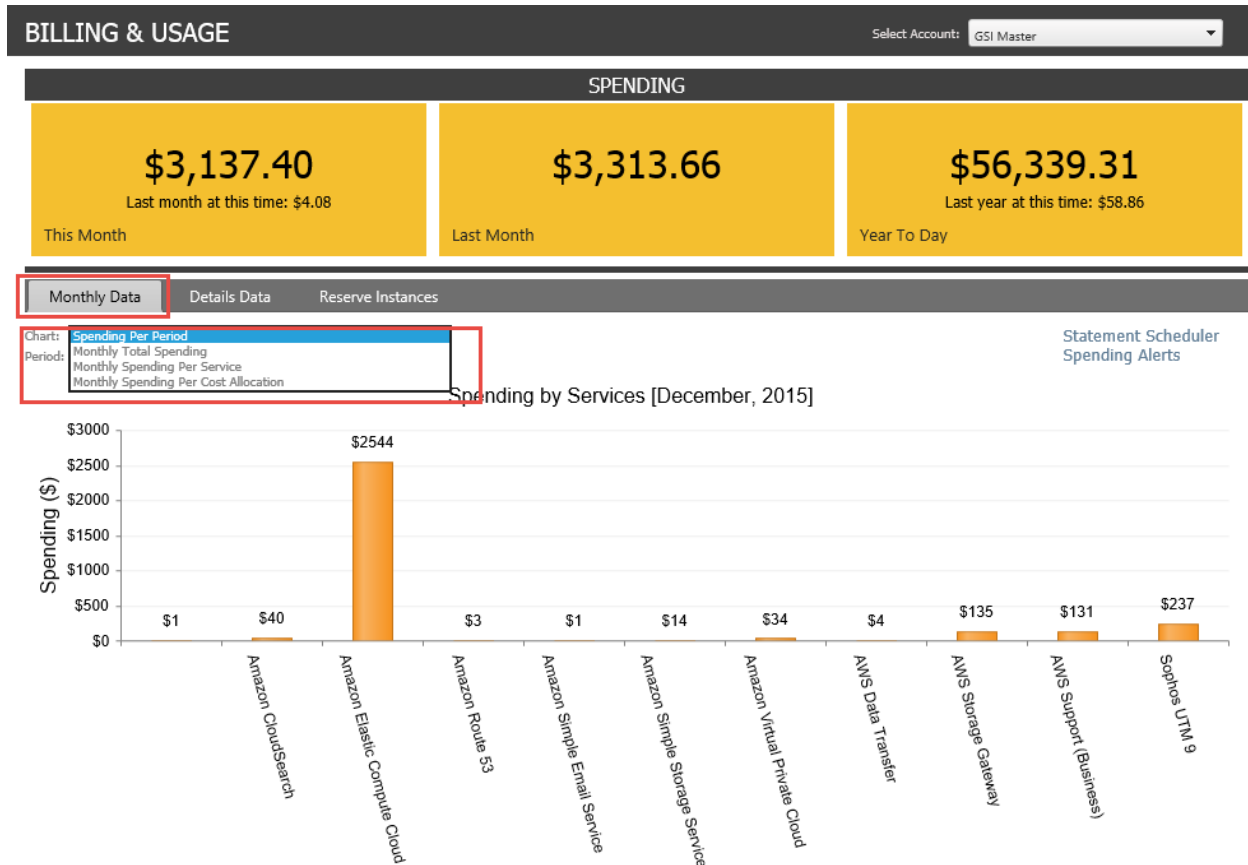 BILLING & USAGE
Select Account: GSI Master
SPENDING
$3,137.40
Last month at this time: $4.08
This Month
$3,313.66
Last Month
$56,339.31
Last year at this time: $58.86
Year To Day
Monthly Data Details Data Reserve Instances
Chart: Spending Per Period
Period: Monthly Total Spending
Monthly Spending Per Service
Monthly Spending Per Cost Allocation
Statement Scheduler
Spending Alerts
Spending by Services [December, 2015]
Spending ($)
$3000
$2500
$2000
$1500
$1000
$500
$0
$1 $40 $2544 $3 $1 $14 $34 $4 $135 $131 $237
Amazon CloudSearch
Amazon Elastic Compute Cloud
Amazon Route 53
Amazon Simple Email Service
Amazon Simple Storage Service
Amazon Virtual Private Cloud
AWS Data Transfer
AWS Storage Gateway
AWS Support (Business)
Sophos UTM 9